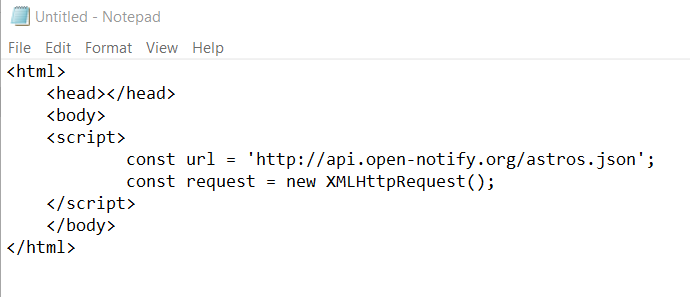 Untitled - Notepad
File Edit Format View Help
<html>
    <head></head>
    <body>
    <script>
            const url = 'http://api.open-notify.org/astros.json';
            const request = new XMLHttpRequest();
    </script>
    </body>
</html>